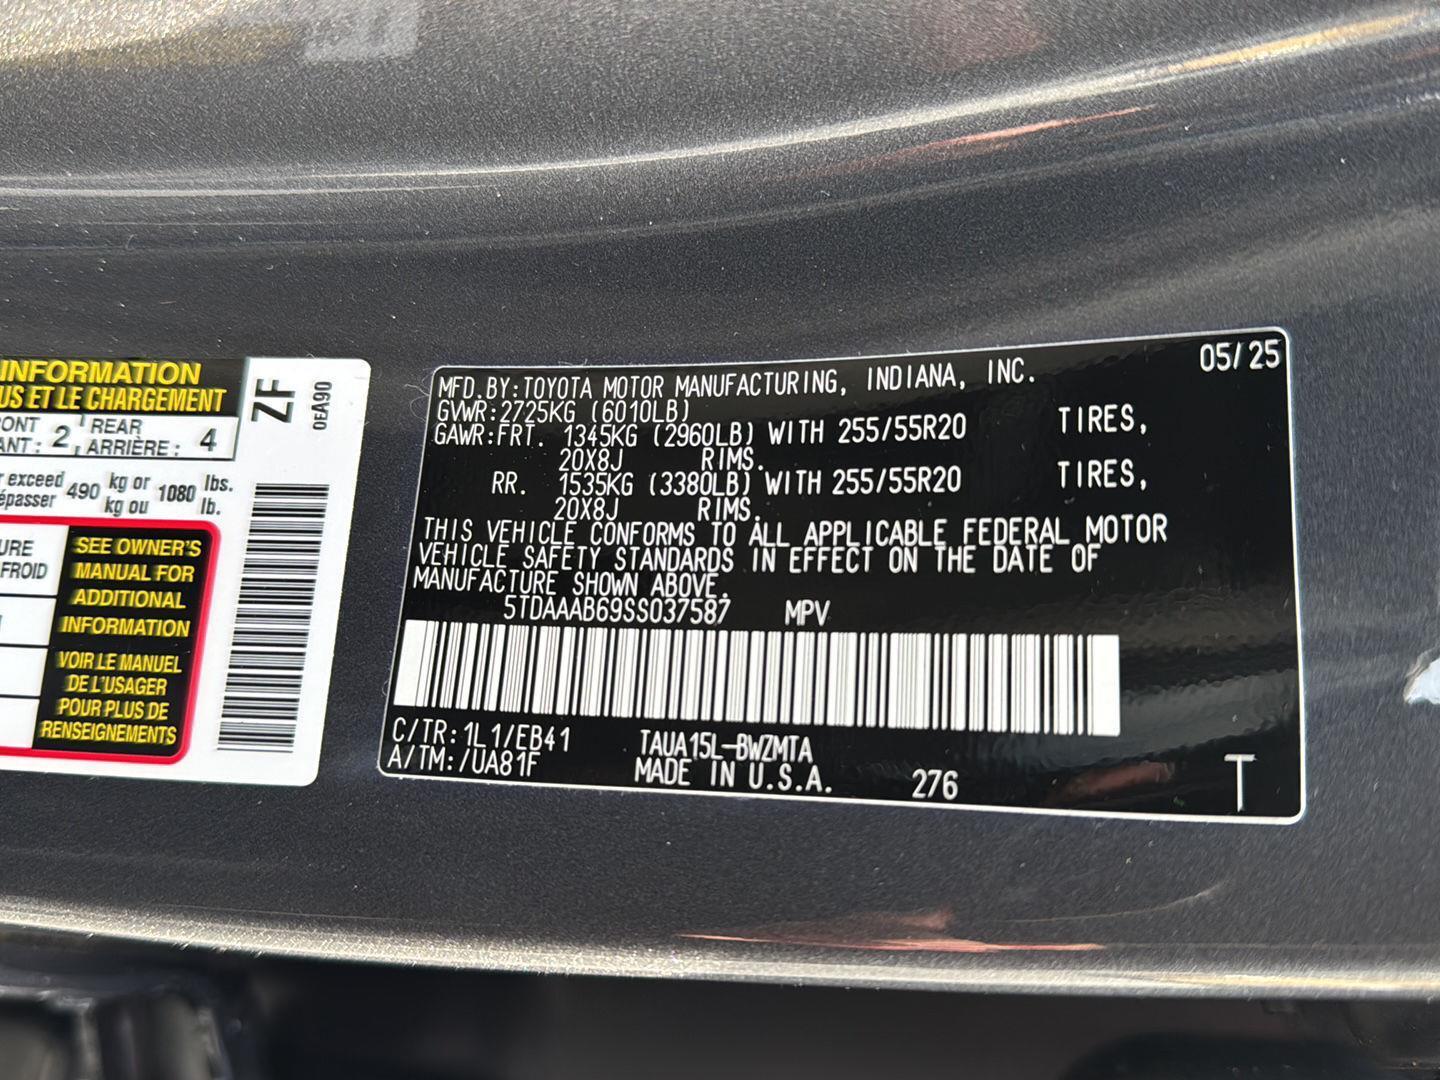 INFORMATION
US ET LE CHARGEMENT
REAR
2 ARRIÈRE : 4
exceed kg or lbs.
490 1080
kg ou lb.
SEE OWNER'S
MANUAL FOR
ADDITIONAL
INFORMATION
VOIR LE MANUEL
DE L'USAGER
POUR PLUS DE
RENSEIGNEMENTS
ZF
0EA90
MFD.BY:TOYOTA MOTOR MANUFACTURING, INDIANA, INC. 05/25
GVWR:2725KG (6010LB)
GAWR:FRT. 1345KG (2960LB) WITH 255/55R20 TIRES,
20X8J RIMS.
RR. 1535KG (3380LB) WITH 255/55R20 TIRES,
20X8J RIMS.
THIS VEHICLE CONFORMS TO ALL APPLICABLE FEDERAL MOTOR
VEHICLE SAFETY STANDARDS IN EFFECT ON THE DATE OF
MANUFACTURE SHOWN ABOVE.
5TDAAAB69SS037587 MPV
C/TR:1L1/EB41 TAUA15L-BWZMTA
A/TM:/UA81F MADE IN U.S.A. 276 T